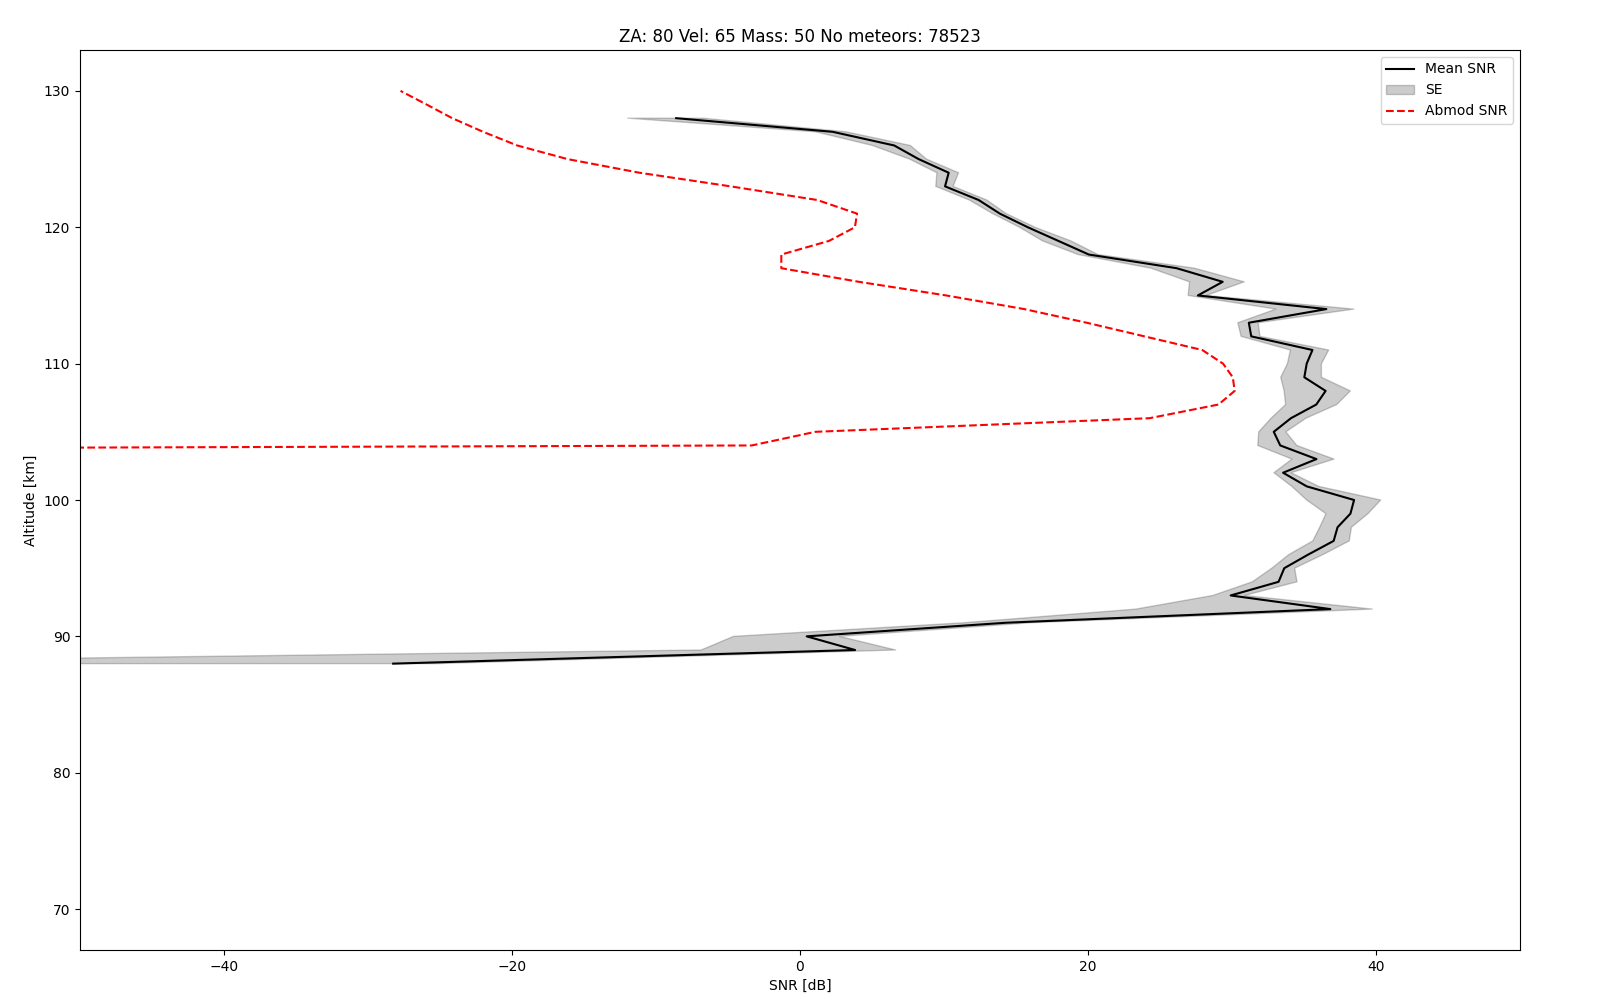 ZA: 80 Vel: 65 Mass: 50 No meteors: 78523
Mean SNR
SE
Abmod SNR
130
120
110
100
90
80
70
Altitude [km]
−40
−20
0
20
40
SNR [dB]